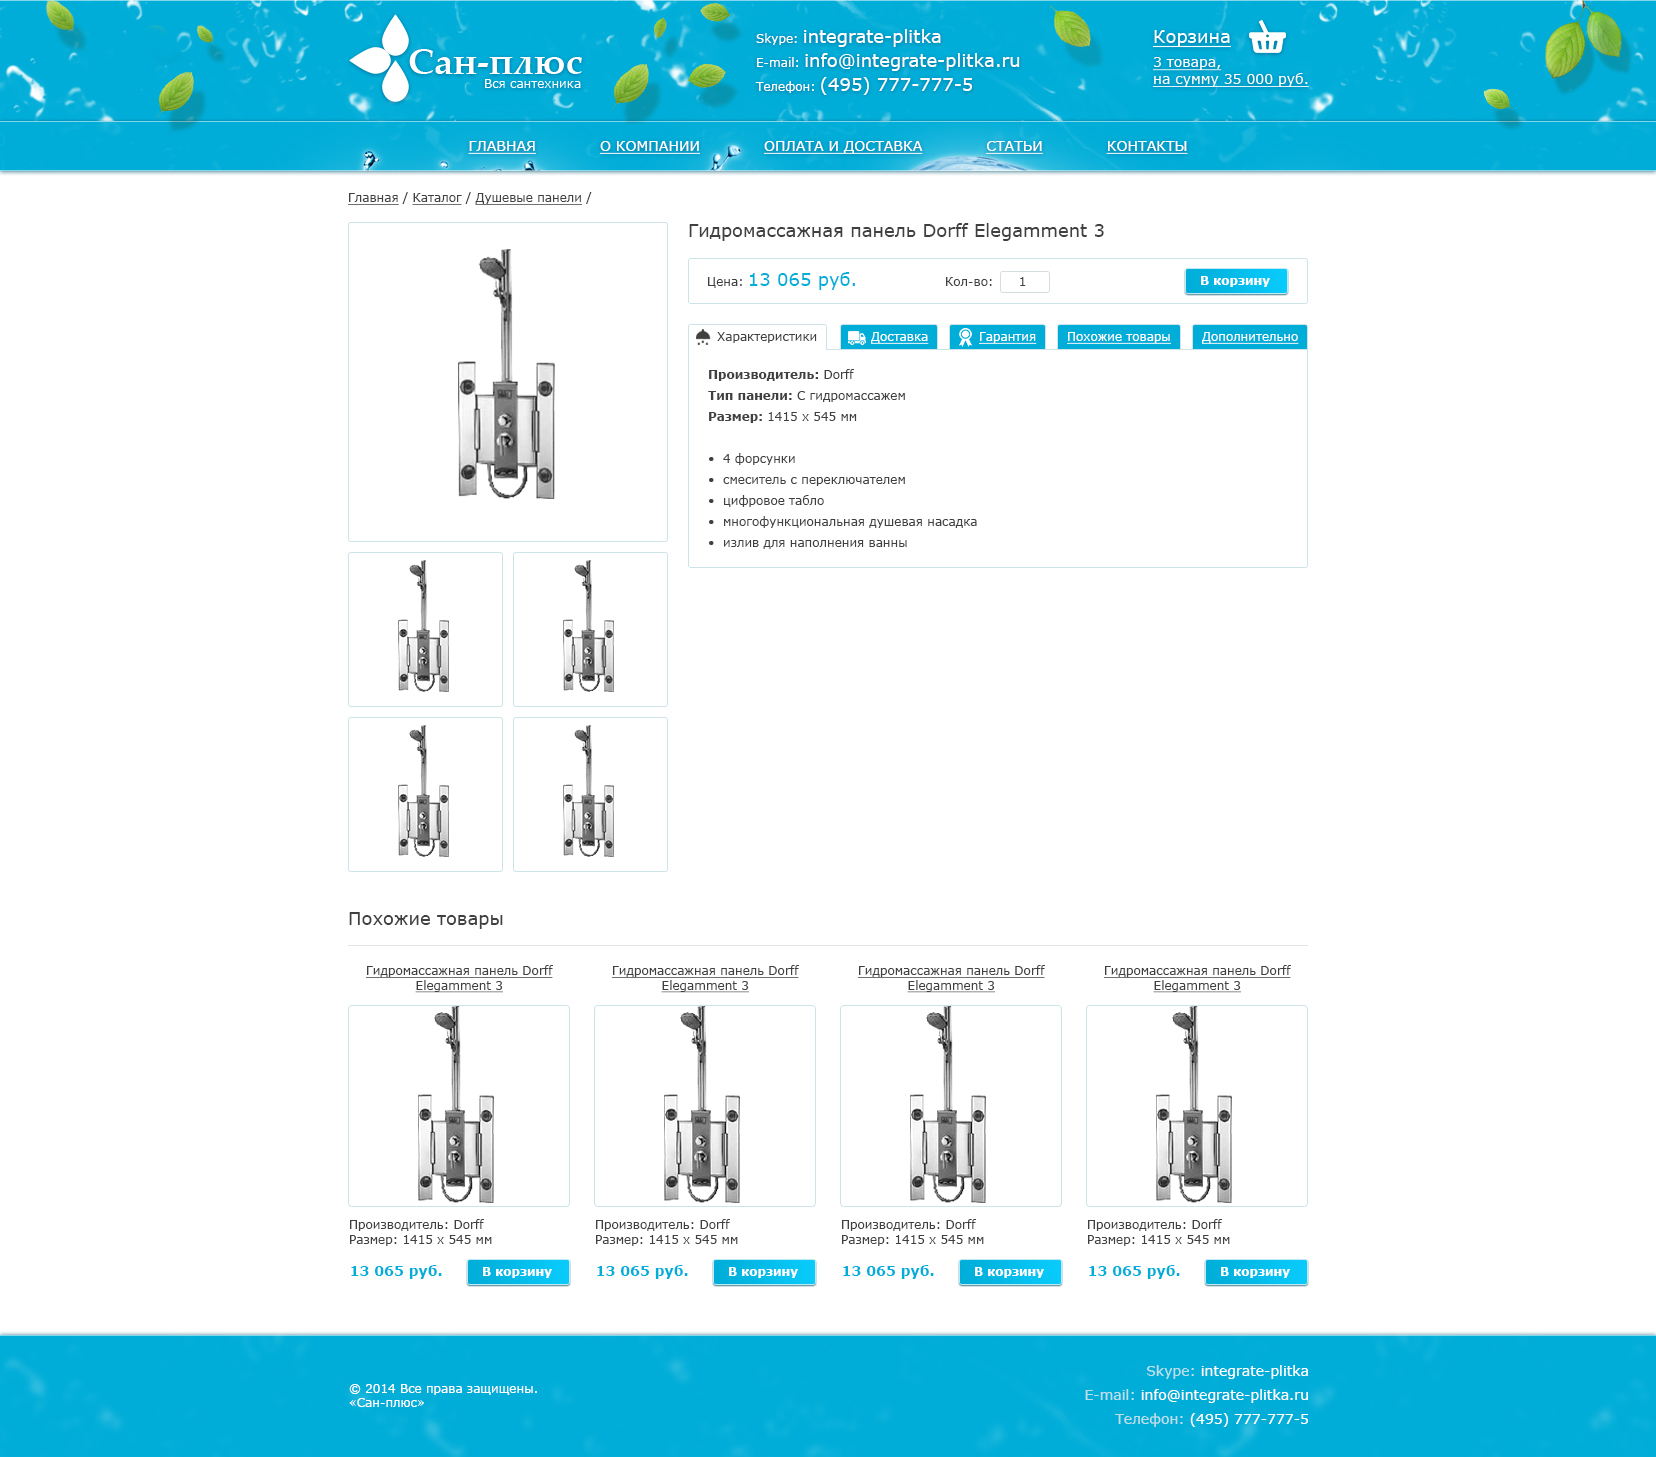 Сан-плюс
Вся сантехника
Skype: integrate-plitka
E-mail: info@integrate-plitka.ru
Телефон: (495) 777-777-5
Корзина
3 товара,
на сумму 35 000 руб.
ГЛАВНАЯ О КОМПАНИИ ОПЛАТА И ДОСТАВКА СТАТЬИ КОНТАКТЫ
Главная / Каталог / Душевые панели /
Гидромассажная панель Dorff Elegamment 3
Цена: 13 065 руб. Кол-во: 1 В корзину
Характеристики Доставка Гарантия Похожие товары Дополнительно
Производитель: Dorff
Тип панели: С гидромассажем
Размер: 1415 x 545 мм
• 4 форсунки
• смеситель с переключателем
• цифровое табло
• многофункциональная душевая насадка
• излив для наполнения ванны
Похожие товары
Гидромассажная панель Dorff
Elegamment 3
Производитель: Dorff
Размер: 1415 x 545 мм
13 065 руб. В корзину
Гидромассажная панель Dorff
Elegamment 3
Производитель: Dorff
Размер: 1415 x 545 мм
13 065 руб. В корзину
Гидромассажная панель Dorff
Elegamment 3
Производитель: Dorff
Размер: 1415 x 545 мм
13 065 руб. В корзину
Гидромассажная панель Dorff
Elegamment 3
Производитель: Dorff
Размер: 1415 x 545 мм
13 065 руб. В корзину
© 2014 Все права защищены.
«Сан-плюс»
Skype: integrate-plitka
E-mail: info@integrate-plitka.ru
Телефон: (495) 777-777-5